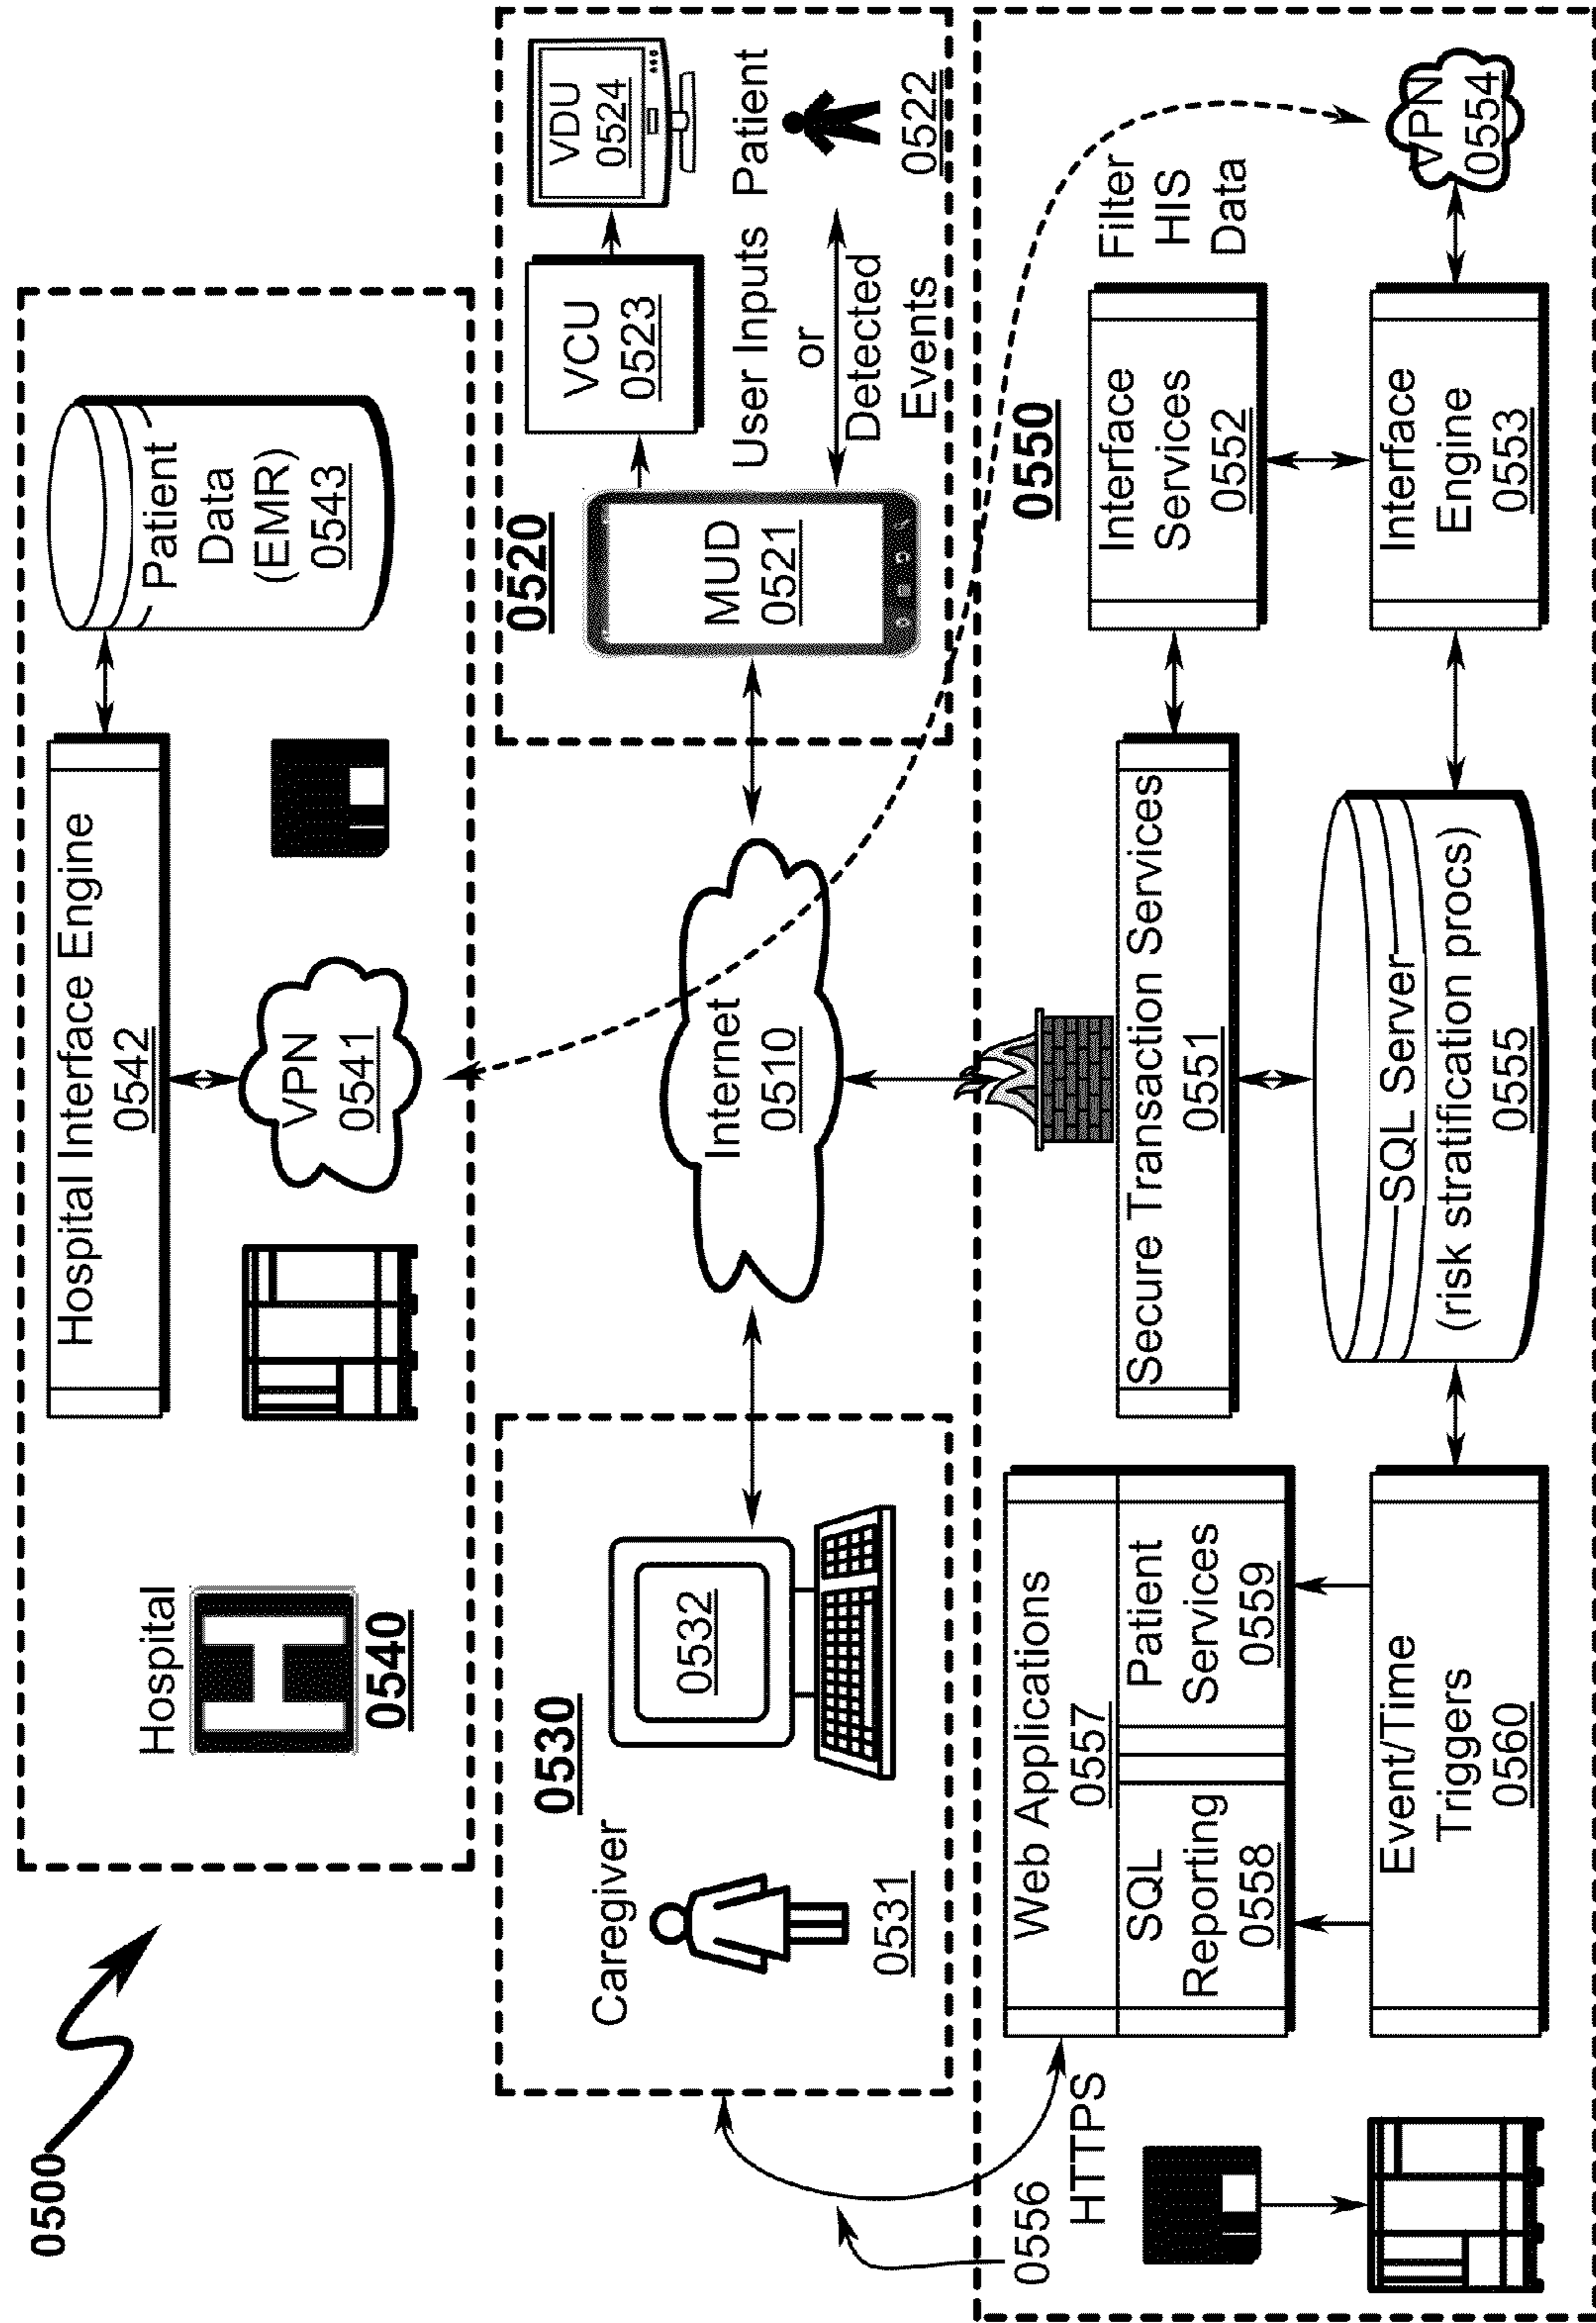 0500
Hospital
0540
Hospital Interface Engine
0542
VPN
0541
Patient
Data
(EMR)
0543
Caregiver
0531
0530
0532
Internet
0510
0520
MUD
0521
VCU
0523
VDU
0524
User Inputs
or
Detected
Events
Patient
0522
0556
HTTPS
Web Applications
0557
SQL
Reporting
0558
Patient
Services
0559
Event/Time
Triggers
0560
Secure Transaction Services
0551
SQL Server
(risk stratification procs)
0555
0550
Interface
Services
0552
Interface
Engine
0553
Filter
HIS
Data
VPN
0554